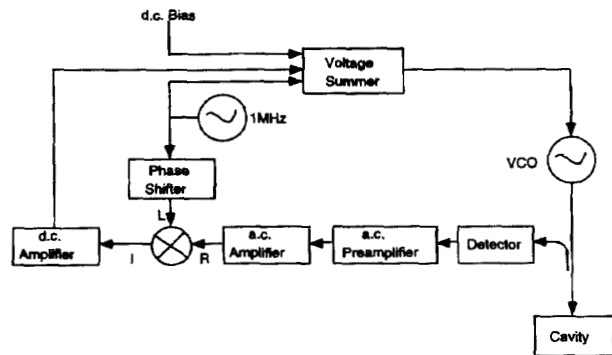 d.c. Bias
Voltage
Summer
1MHz
Phase
Shifter
VCO
L
d.c.
Amplifier
I
R
a.c.
Amplifier
a.c.
Preamplifier
Detector
Cavity